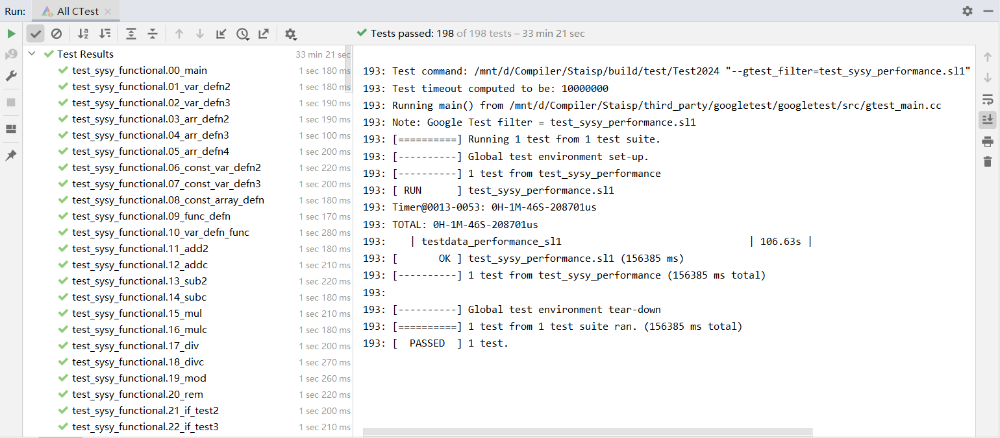 Run: All CTest
Tests passed: 198 of 198 tests – 33 min 21 sec
Test Results 33 min 21 sec
test_sysy_functional.00_main 1 sec 180 ms
test_sysy_functional.01_var_defn2 1 sec 180 ms
test_sysy_functional.02_var_defn3 1 sec 190 ms
test_sysy_functional.03_arr_defn2 1 sec 190 ms
test_sysy_functional.04_arr_defn3 1 sec 100 ms
test_sysy_functional.05_arr_defn4 1 sec 200 ms
test_sysy_functional.06_const_var_defn2 1 sec 220 ms
test_sysy_functional.07_const_var_defn3 1 sec 200 ms
test_sysy_functional.08_const_array_defn 1 sec 180 ms
test_sysy_functional.09_func_defn 1 sec 170 ms
test_sysy_functional.10_var_defn_func 1 sec 280 ms
test_sysy_functional.11_add2 1 sec 180 ms
test_sysy_functional.12_addc 1 sec 210 ms
test_sysy_functional.13_sub2 1 sec 220 ms
test_sysy_functional.14_subc 1 sec 180 ms
test_sysy_functional.15_mul 1 sec 210 ms
test_sysy_functional.16_mulc 1 sec 180 ms
test_sysy_functional.17_div 1 sec 200 ms
test_sysy_functional.18_divc 1 sec 270 ms
test_sysy_functional.19_mod 1 sec 260 ms
test_sysy_functional.20_rem 1 sec 220 ms
test_sysy_functional.21_if_test2 1 sec 200 ms
test_sysy_functional.22_if_test3 1 sec 210 ms
193: Test command: /mnt/d/Compiler/Staisp/build/test/Test2024 "--gtest_filter=test_sysy_performance.sl1"
193: Test timeout computed to be: 10000000
193: Running main() from /mnt/d/Compiler/Staisp/third_party/googletest/googletest/src/gtest_main.cc
193: Note: Google Test filter = test_sysy_performance.sl1
193: [==========] Running 1 test from 1 test suite.
193: [----------] Global test environment set-up.
193: [----------] 1 test from test_sysy_performance
193: [ RUN      ] test_sysy_performance.sl1
193: Timer@0013-0053: 0H-1M-46S-208701us
193: TOTAL: 0H-1M-46S-208701us
193:    | testdata_performance_sl1                                | 106.63s |
193: [       OK ] test_sysy_performance.sl1 (156385 ms)
193: [----------] 1 test from test_sysy_performance (156385 ms total)
193:
193: [----------] Global test environment tear-down
193: [==========] 1 test from 1 test suite ran. (156385 ms total)
193: [  PASSED  ] 1 test.